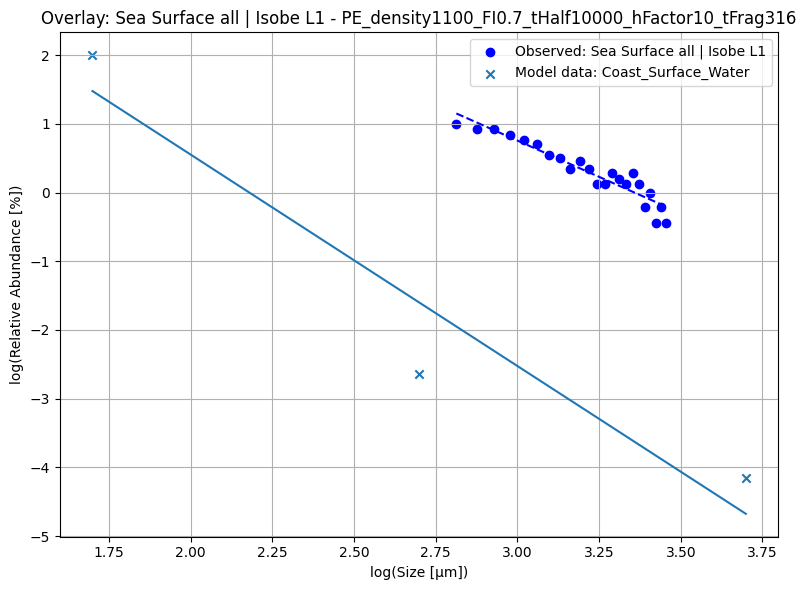 Overlay: Sea Surface all | Isobe L1 - PE_density1100_FI0.7_tHalf10000_hFactor10_tFrag316
Observed: Sea Surface all | Isobe L1
Model data: Coast_Surface_Water
log(Relative Abundance [%])
2
1
0
−1
−2
−3
−4
−5
1.75 2.00 2.25 2.50 2.75 3.00 3.25 3.50 3.75
log(Size [µm])